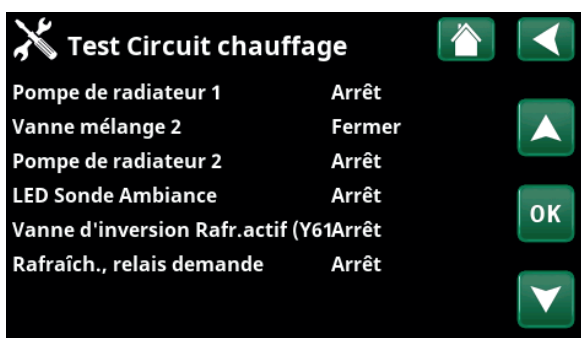 Test Circuit chauffage
Pompe de radiateur 1 Arrêt
Vanne mélange 2 Fermer
Pompe de radiateur 2 Arrêt
LED Sonde Ambiance Arrêt
OK
Vanne d'inversion Rafr.actif (Y61Arrêt
Rafraîch., relais demande Arrêt